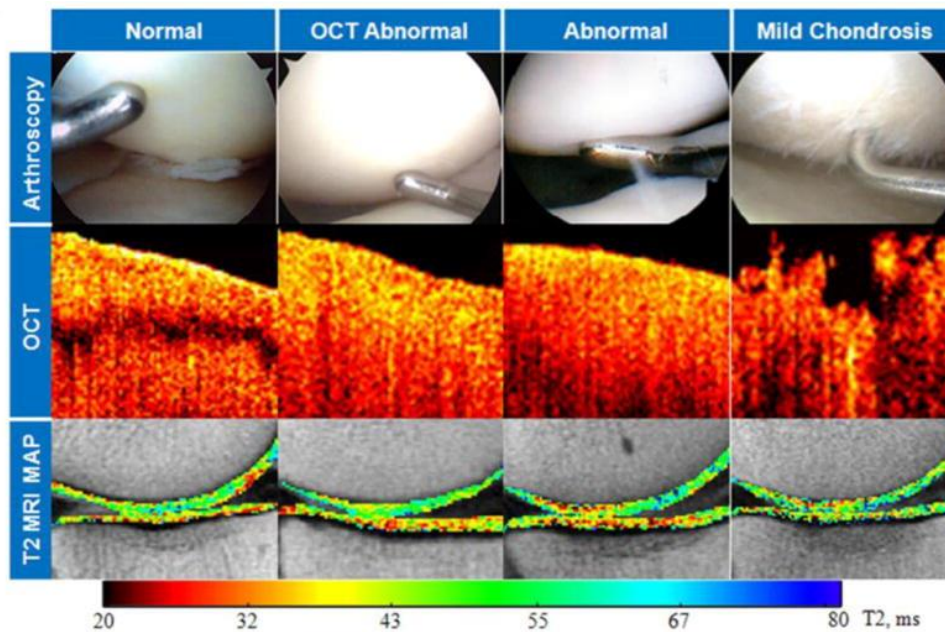 Normal
OCT Abnormal
Abnormal
Mild Chondrosis
Arthroscopy
OCT
T2 MRI MAP
20 32 43 55 67 80 T2, ms